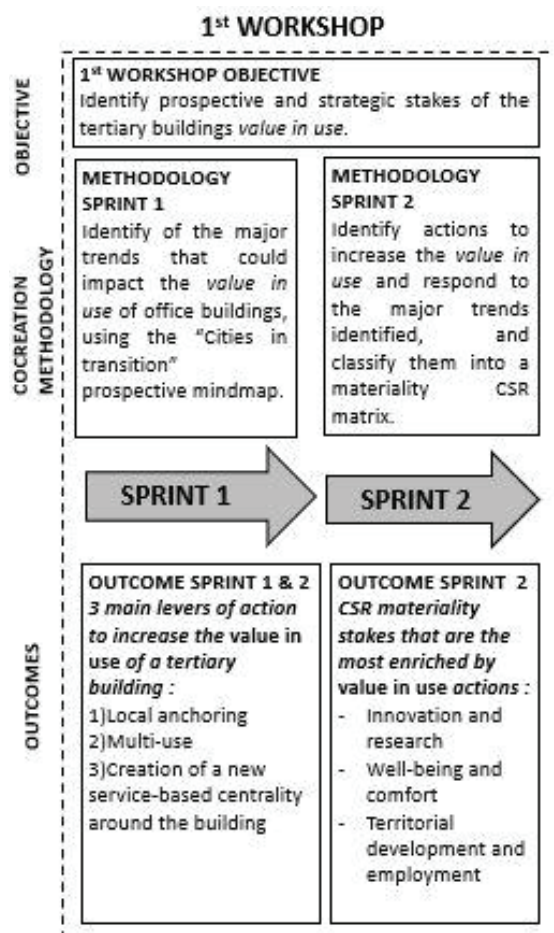 1st WORKSHOP
OBJECTIVE
1st WORKSHOP OBJECTIVE
Identify prospective and strategic stakes of the
tertiary buildings value in use.
COCREATION
METHODOLOGY
METHODOLOGY
SPRINT 1
Identify of the major
trends that could
impact the value in
use of office buildings,
using the “Cities in
transition”
prospective mindmap.
METHODOLOGY
SPRINT 2
Identify actions to
increase the value in
use and respond to
the major trends
identified, and
classify them into a
materiality CSR
matrix.
SPRINT 1
SPRINT 2
OUTCOMES
OUTCOME SPRINT 1 & 2
3 main levers of action
to increase the value in
use of a tertiary
building :
1)Local anchoring
2)Multi-use
3)Creation of a new
service-based centrality
around the building
OUTCOME SPRINT 2
CSR materiality
stakes that are the
most enriched by
value in use actions :
- Innovation and
research
- Well-being and
comfort
- Territorial
development and
employment